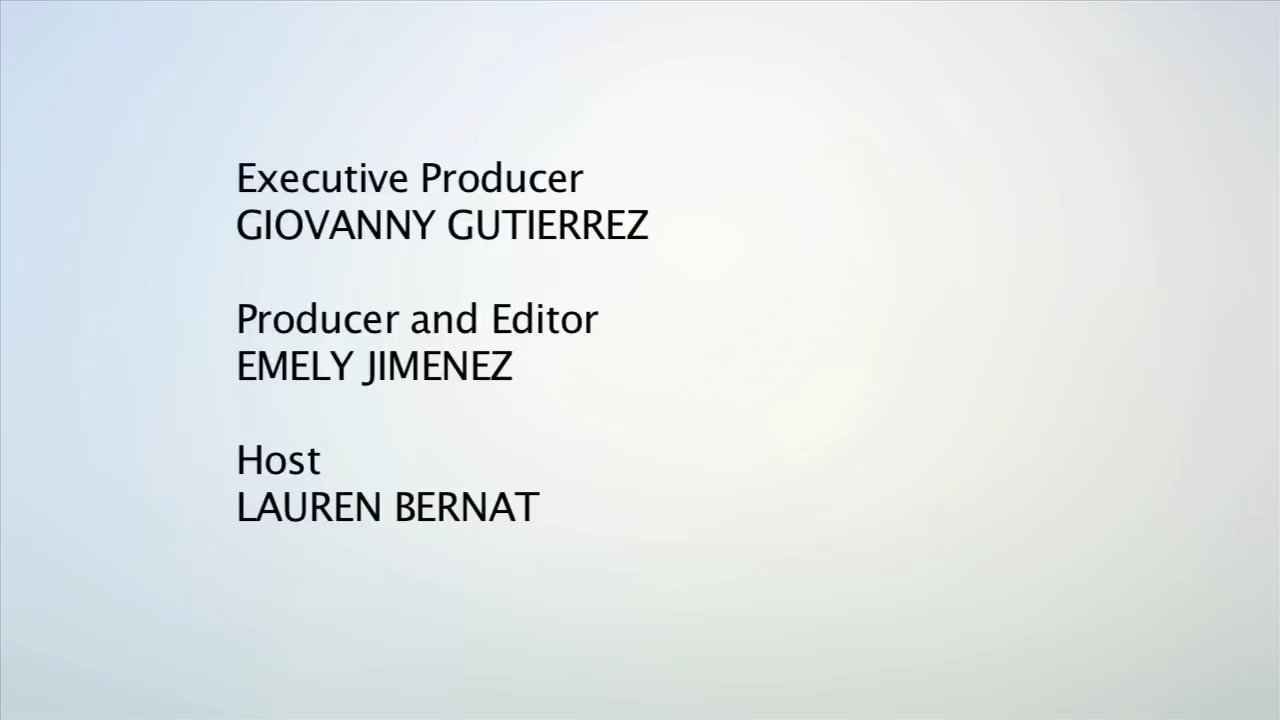 Executive Producer
GIOVANNY GUTIERREZ
Producer and Editor
EMELY JIMENEZ
Host
LAUREN BERNAT